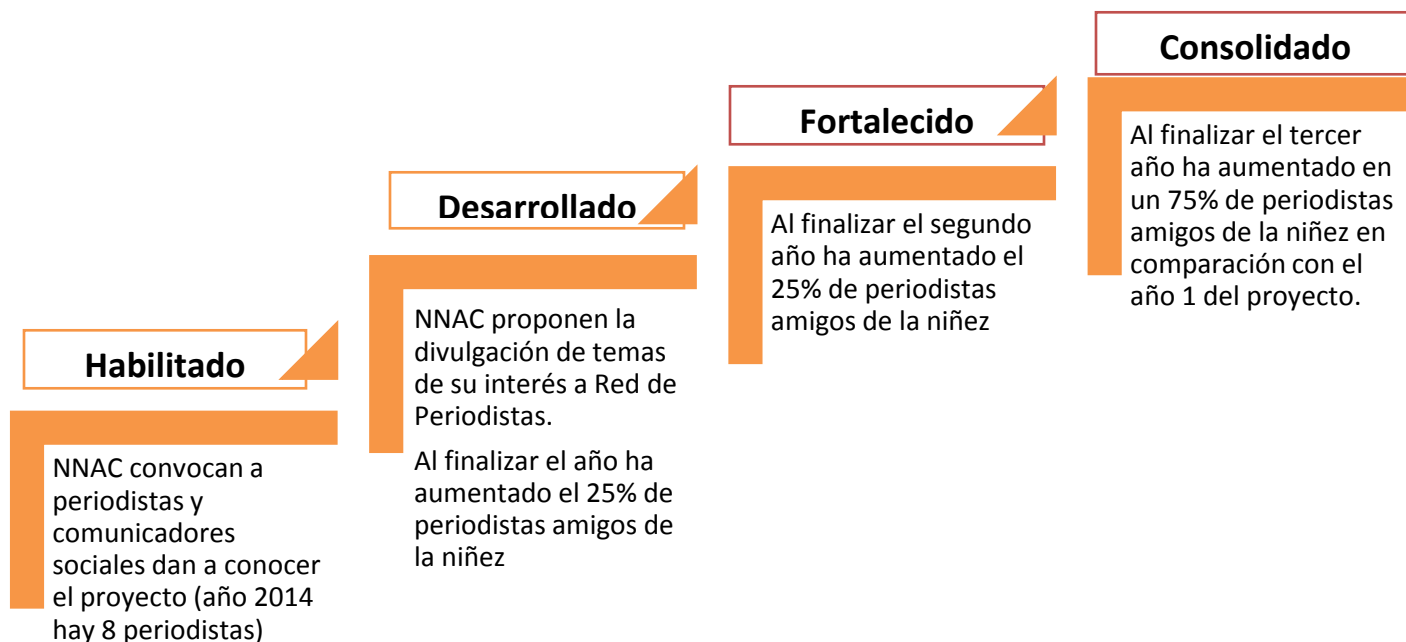 Habilitado
NNAC convocan a
periodistas y
comunicadores
sociales dan a conocer
el proyecto (año 2014
hay 8 periodistas)
Desarrollado
NNAC proponen la
divulgación de temas
de su interés a Red de
Periodistas.
Al finalizar el año ha
aumentado el 25% de
periodistas amigos de
la niñez
Fortalecido
Al finalizar el segundo
año ha aumentado el
25% de periodistas
amigos de la niñez
Consolidado
Al finalizar el tercer
año ha aumentado en
un 75% de periodistas
amigos de la niñez en
comparación con el
año 1 del proyecto.